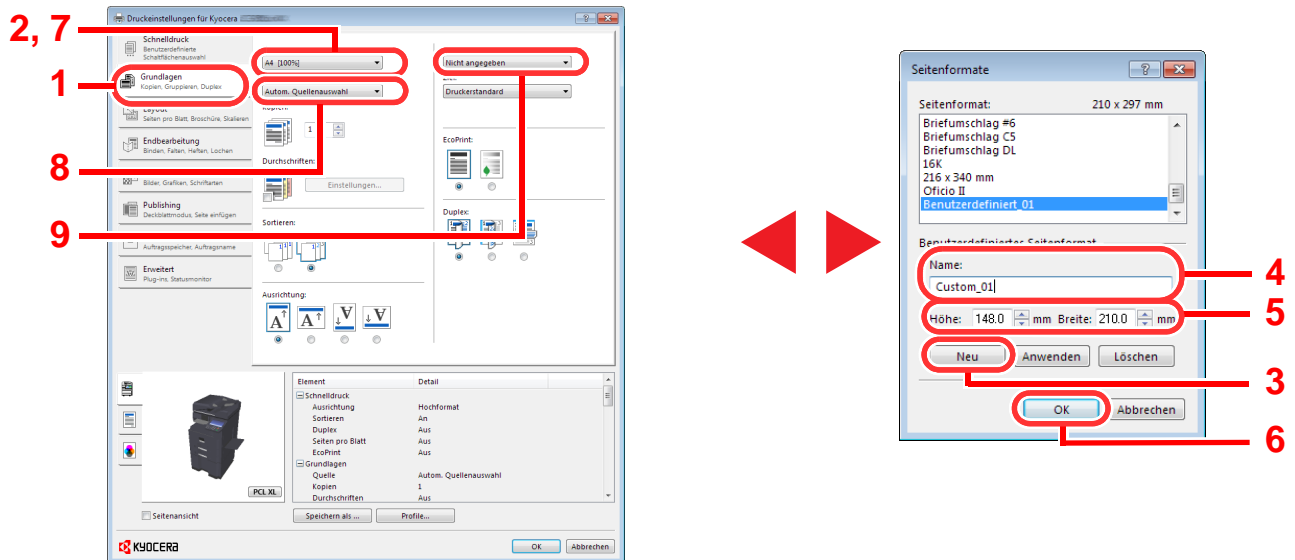 2, 7
1
8
9
Druckeinstellungen für Kyocera
Schnelldruck
Benutzerdefinierte
Schaltflächenauswahl
Grundlagen
Kopien, Gruppieren, Duplex
Layout
Seiten pro Blatt, Broschüre, Skalieren
Endbearbeitung
Binden, Falten, Heften, Lochen
Bilder, Grafiken, Schriftarten
Publishing
Deckblattmodus, Seite einfügen
Auftragsspeicher, Auftragsname
Erweitert
Plug-ins, Statusmonitor
A4 [100%]
Autom. Quellenauswahl
Kopien:
1
Durchschriften:
Einstellungen...
Sortieren:
Ausrichtung:
A A A A
Nicht angegeben
Druckerstandard
EcoPrint:
Duplex:
PCL XL
Element Detail
Schnelldruck
Ausrichtung Hochformat
Sortieren An
Duplex Aus
Seiten pro Blatt Aus
EcoPrint Aus
Grundlagen
Quelle Autom. Quellenauswahl
Kopien 1
Durchschriften Aus
Seitenansicht
Speichern als ... Profile...
KYOCERA
OK Abbrechen
Seitenformate
Seitenformat: 210 x 297 mm
Briefumschlag #6
Briefumschlag C5
Briefumschlag DL
16K
216 x 340 mm
Oficio II
Benutzerdefiniert_01
Benutzerdefiniertes Seitenformat
Name:
Custom_01
Höhe: 148.0 mm Breite: 210.0 mm
Neu Anwenden Löschen
OK Abbrechen
4
5
3
6